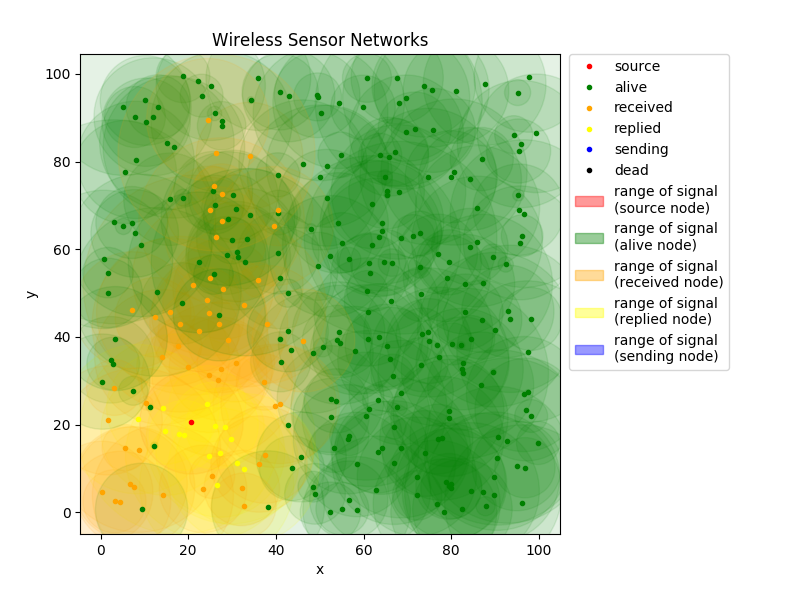 Wireless Sensor Networks
100
80
60
40
20
0
y
0
20
40
60
80
100
x
source
alive
received
replied
sending
dead
range of signal
(source node)
range of signal
(alive node)
range of signal
(received node)
range of signal
(replied node)
range of signal
(sending node)